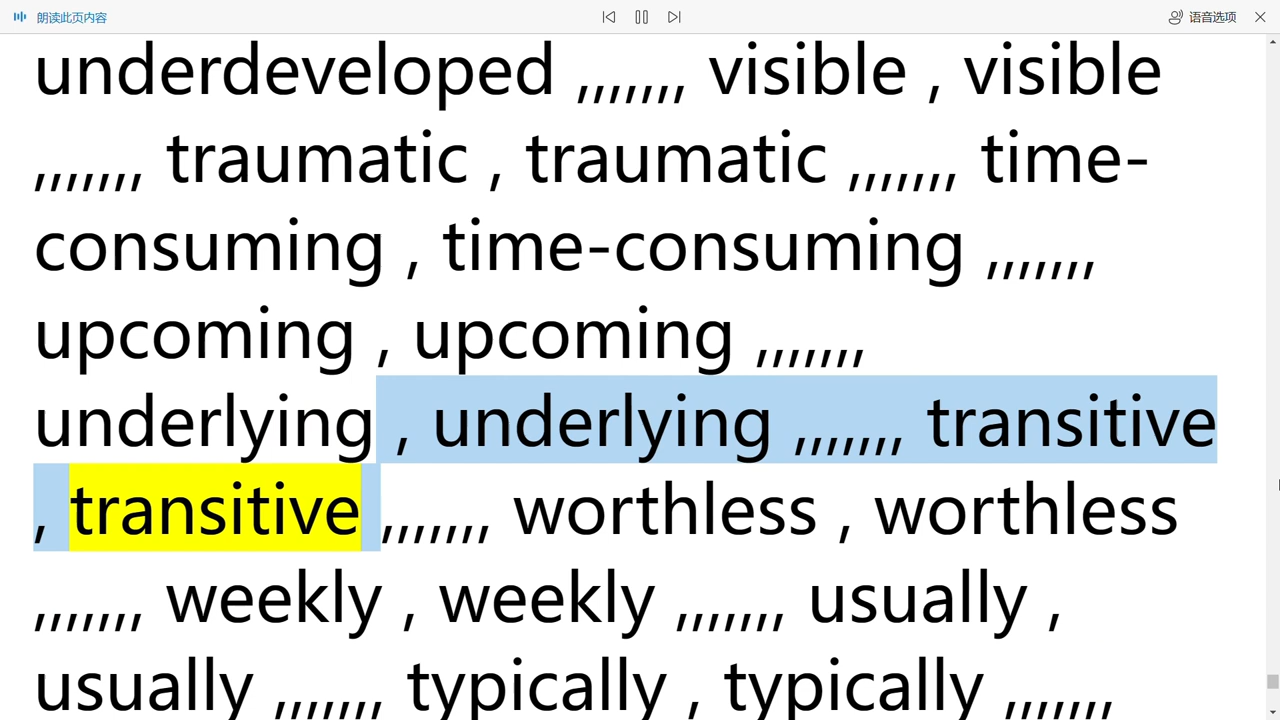 朗读此页内容
语音选项
underdeveloped ,,,,,,, visible , visible
,,,,,,, traumatic , traumatic ,,,,,,, time-
consuming , time-consuming ,,,,,,,
upcoming , upcoming ,,,,,,,
underlying , underlying ,,,,,,, transitive
, transitive ,,,,,,, worthless , worthless
,,,,,,, weekly , weekly ,,,,,,, usually ,
usually ,,,,,,, typically , typically ,,,,,,,